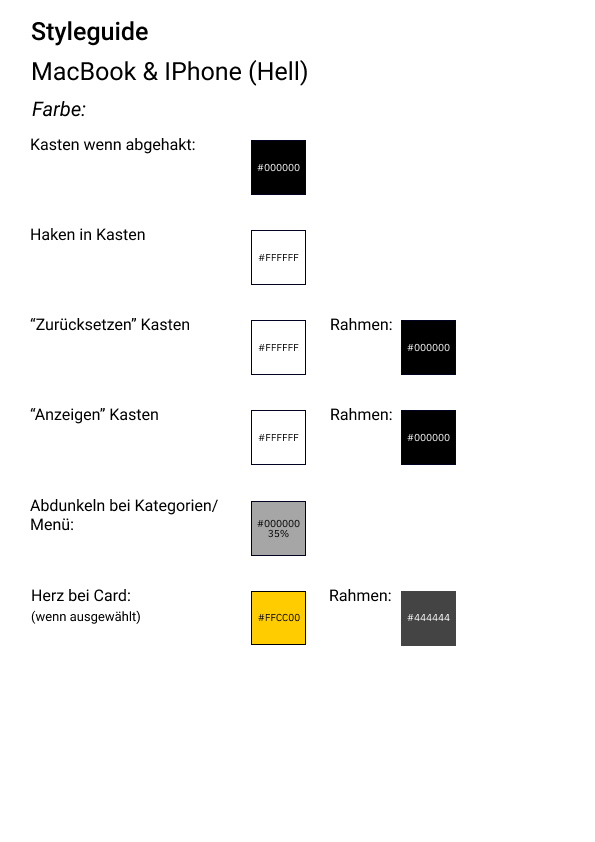 Styleguide
MacBook & IPhone (Hell)
Farbe:
Kasten wenn abgehakt:
#000000
Haken in Kasten
#FFFFFF
“Zurücksetzen” Kasten
#FFFFFF
Rahmen:
#000000
“Anzeigen” Kasten
#FFFFFF
Rahmen:
#000000
Abdunkeln bei Kategorien/
Menü:
#000000
35%
Herz bei Card:
(wenn ausgewählt)
#FFCC00
Rahmen:
#444444